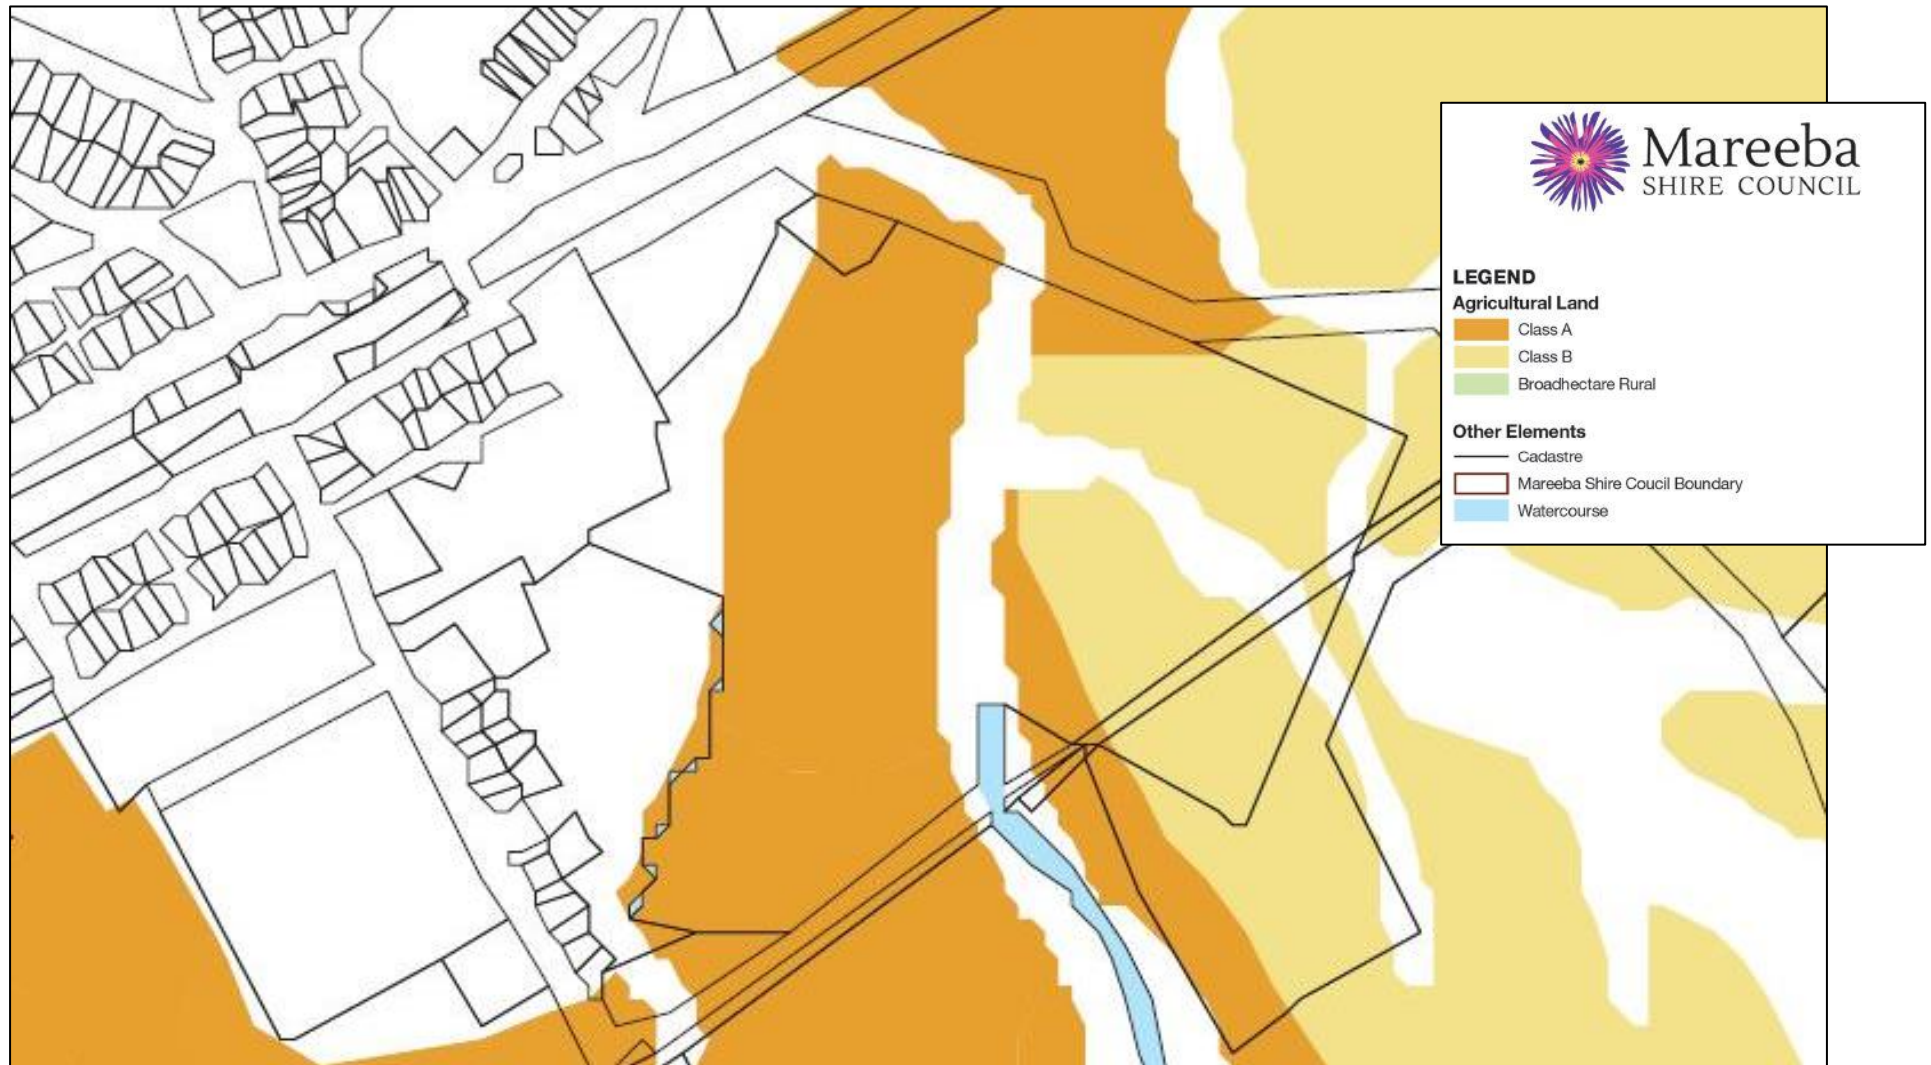 Mareeba
SHIRE COUNCIL
LEGEND
Agricultural Land
Class A
Class B
Broadhectare Rural
Other Elements
Cadastre
Mareeba Shire Coucil Boundary
Watercourse